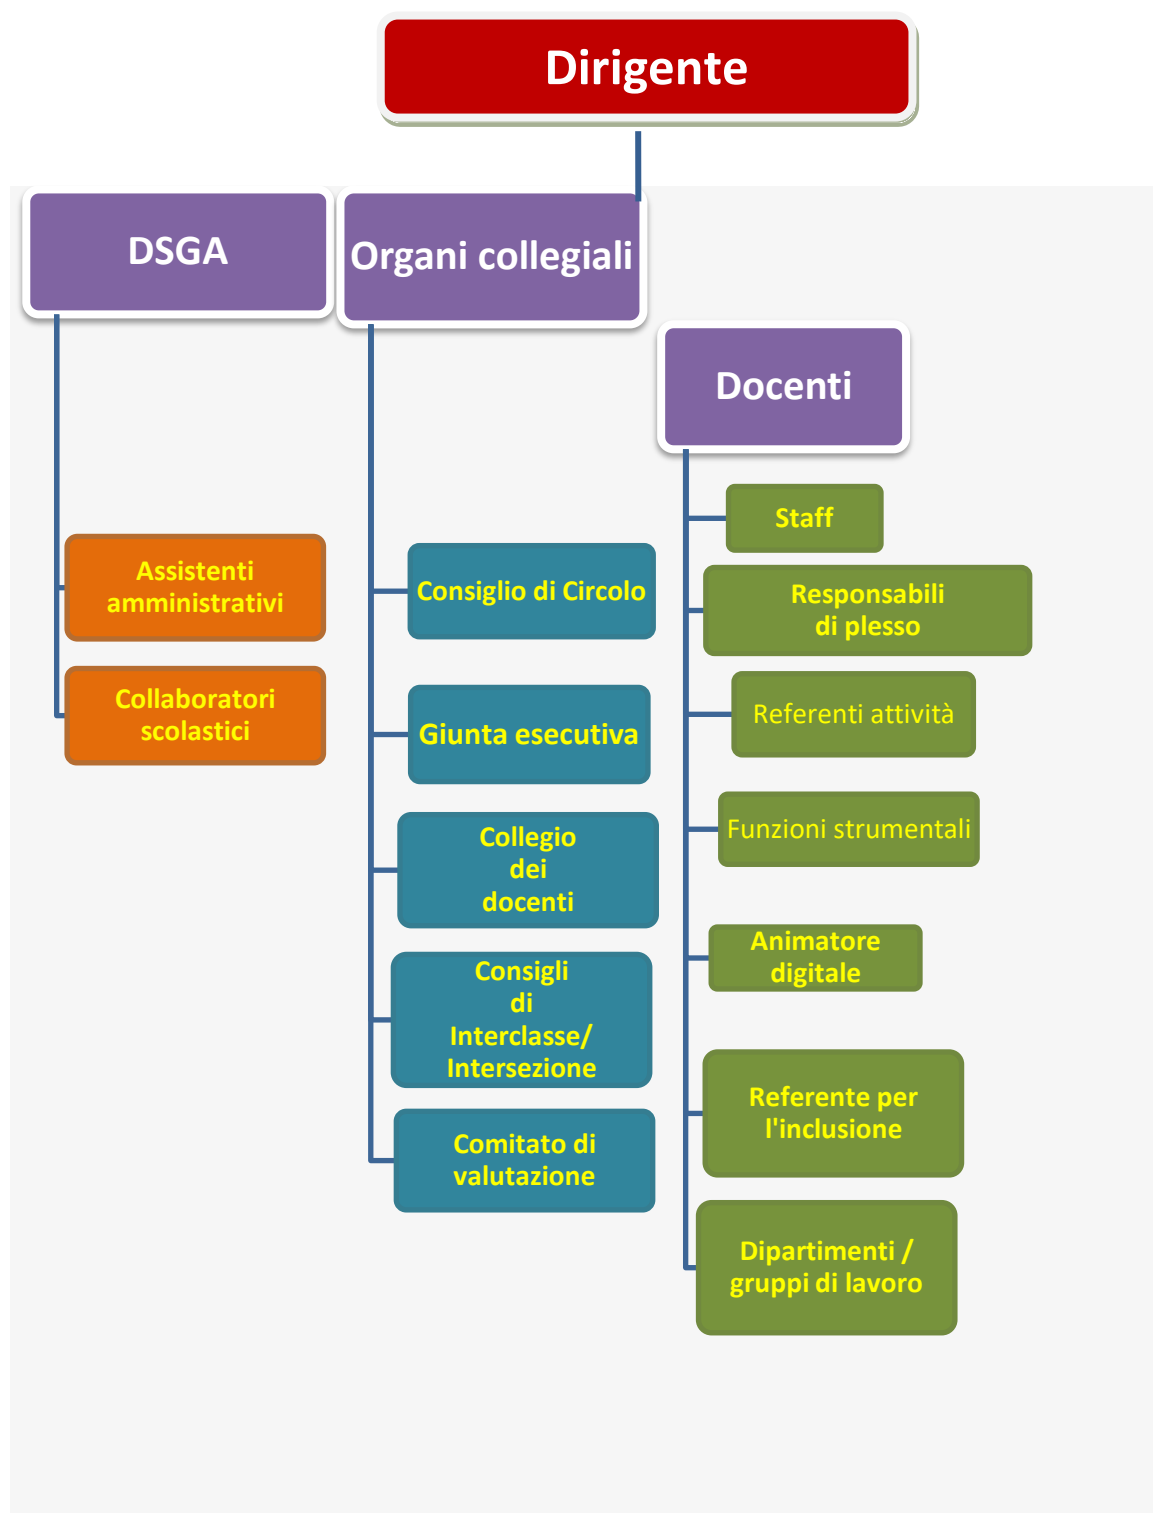 Dirigente
DSGA
Organi collegiali
Docenti
Assistenti
amministrativi
Collaboratori
scolastici
Consiglio di Circolo
Giunta esecutiva
Collegio
dei
docenti
Consigli
di
Interclasse/
Intersezione
Comitato di
valutazione
Staff
Responsabili
di plesso
Referenti attività
Funzioni strumentali
Animatore
digitale
Referente per
l'inclusione
Dipartimenti /
gruppi di lavoro